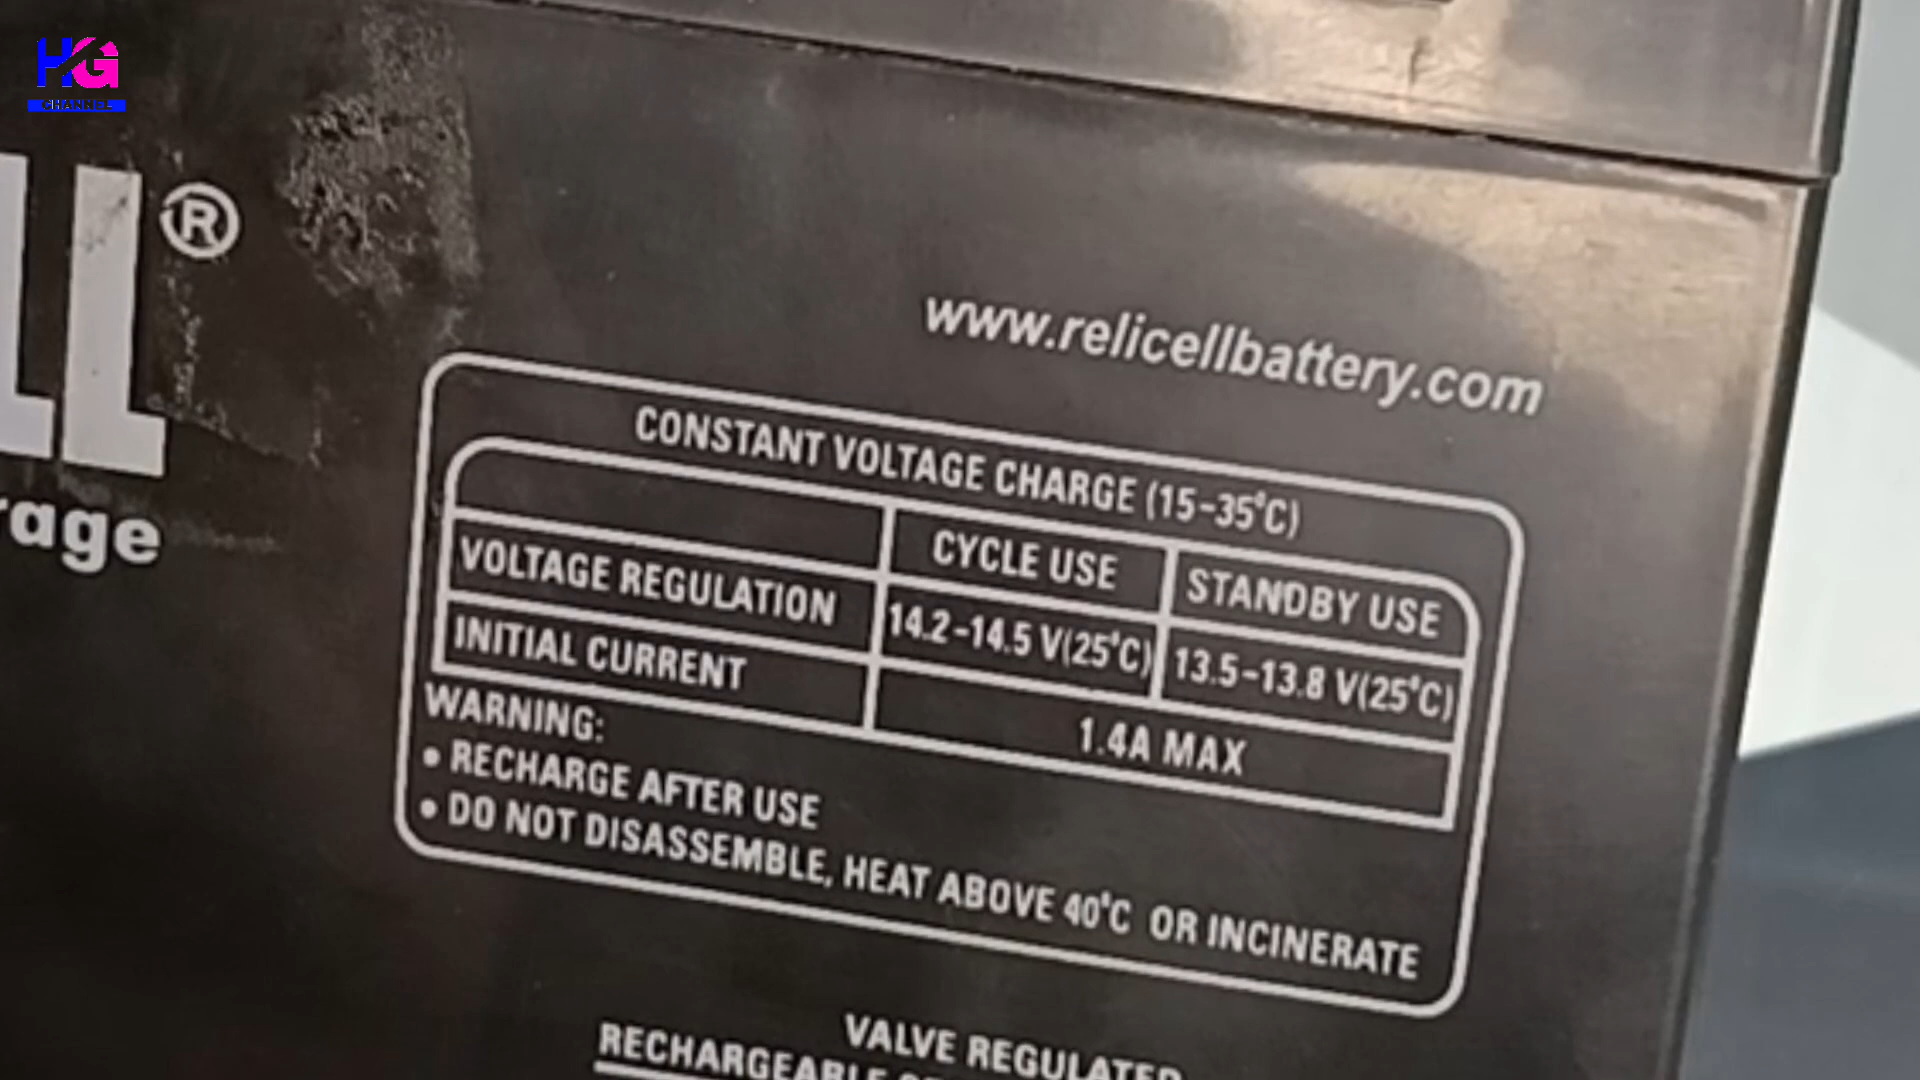 HG
CHANNEL
LL®
rage
www.relicellbattery.com
CONSTANT VOLTAGE CHARGE (15-35°C)
CYCLE USE STANDBY USE
VOLTAGE REGULATION 14.2-14.5 V(25°C) 13.5-13.8 V(25°C)
INITIAL CURRENT 1.4A MAX
WARNING:
• RECHARGE AFTER USE
• DO NOT DISASSEMBLE, HEAT ABOVE 40°C OR INCINERATE
VALVE REGULATED
RECHARGEABLE